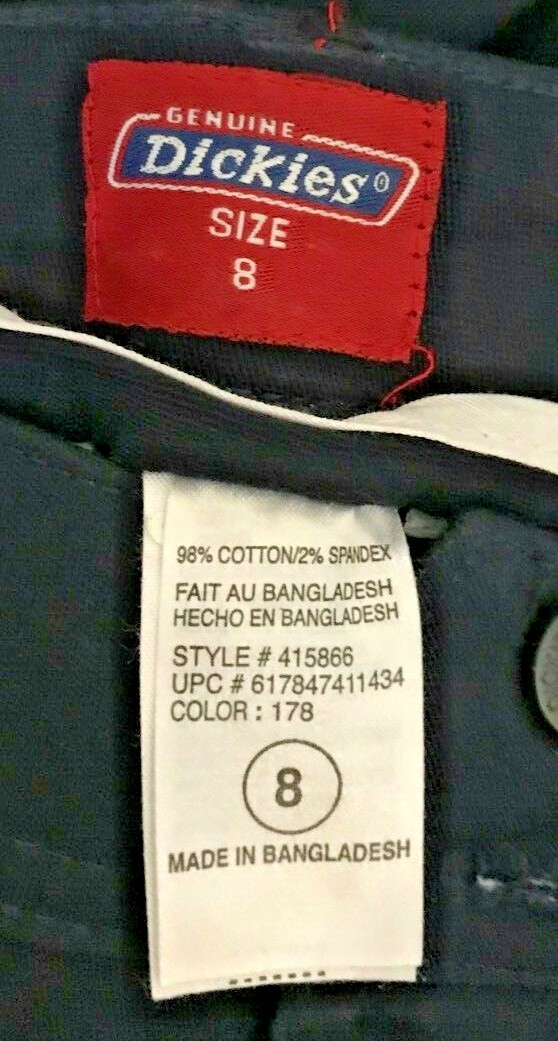 GENUINE
Dickies®
SIZE
8
98% COTTON/2% SPANDEX
FAIT AU BANGLADESH
HECHO EN BANGLADESH
STYLE # 415866
UPC # 617847411434
COLOR : 178
8
MADE IN BANGLADESH